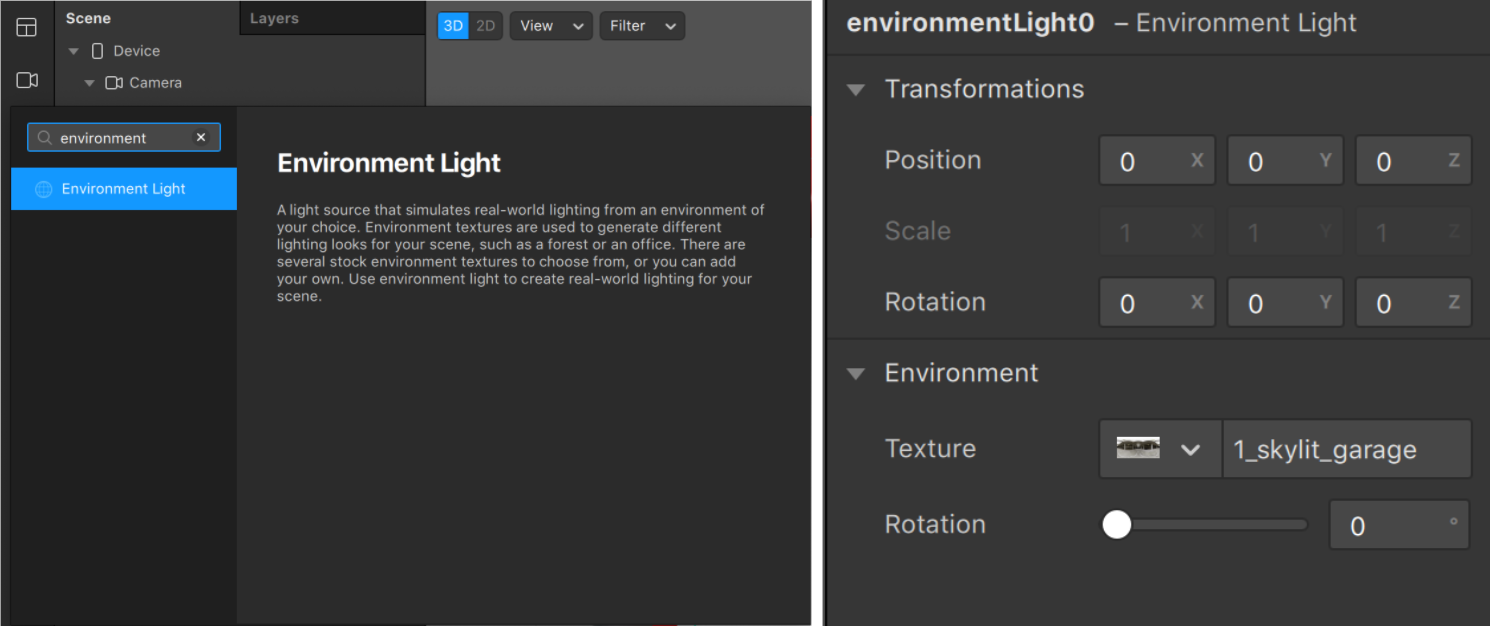 Scene
Layers
3D 2D View Filter
Device
Camera
environment
Environment Light
Environment Light
A light source that simulates real-world lighting from an environment of
your choice. Environment textures are used to generate different
lighting looks for your scene, such as a forest or an office. There are
several stock environment textures to choose from, or you can add
your own. Use environment light to create real-world lighting for your
scene.
environmentLight0 – Environment Light
Transformations
Position 0 X 0 Y 0 Z
Scale 1 X 1 Y 1 Z
Rotation 0 X 0 Y 0 Z
Environment
Texture 1_skylit_garage
Rotation 0 °